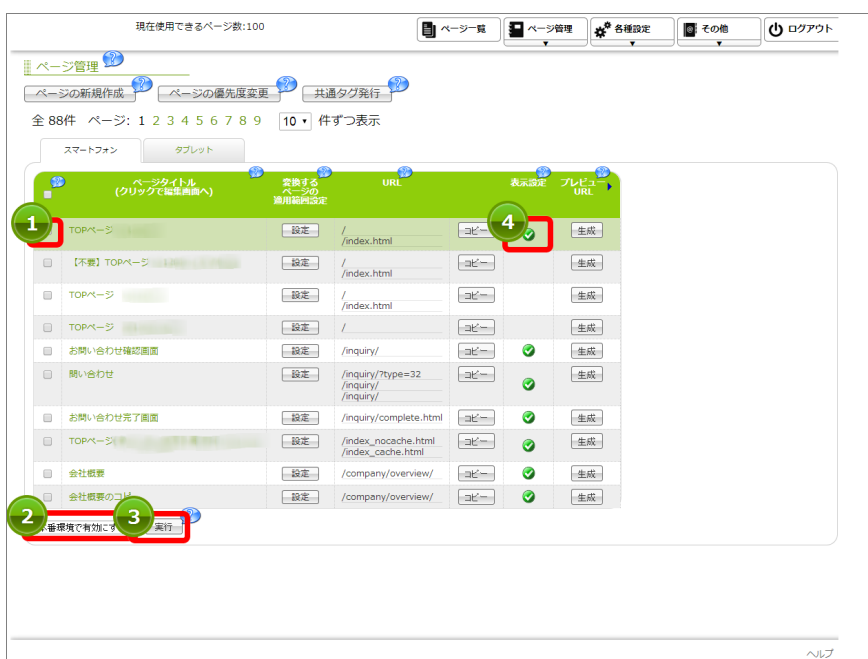 現在使用できるページ数:100
ページ一覧
ページ管理
各種設定
その他
ログアウト
ページ管理
ページの新規作成
ページの優先度変更
共通タグ発行
全 88件 ページ: 1 2 3 4 5 6 7 8 9 10 件ずつ表示
スマートフォン
タブレット
ページタイトル
(クリックで編集画面へ)
変換する
ページの
適用範囲設定
URL
表示設定
プレビュー
URL
1
4
TOPページ 設定 / コピー 生成
/index.html
【不要】TOPページ 設定 / コピー 生成
/index.html
TOPページ 設定 / コピー 生成
/index.html
TOPページ 設定 / コピー 生成
お問い合わせ確認画面 設定 /inquiry/ コピー 生成
問い合わせ 設定 /inquiry/?type=32 コピー 生成
/inquiry/
/inquiry/
お問い合わせ完了画面 設定 /inquiry/complete.html コピー 生成
TOPページ 設定 /index_nocache.html コピー 生成
/index_cache.html
会社概要 設定 /company/overview/ コピー 生成
会社概要のコピー 設定 /company/overview/ コピー 生成
2
3
番環境で有効にす 実行
ヘルプ